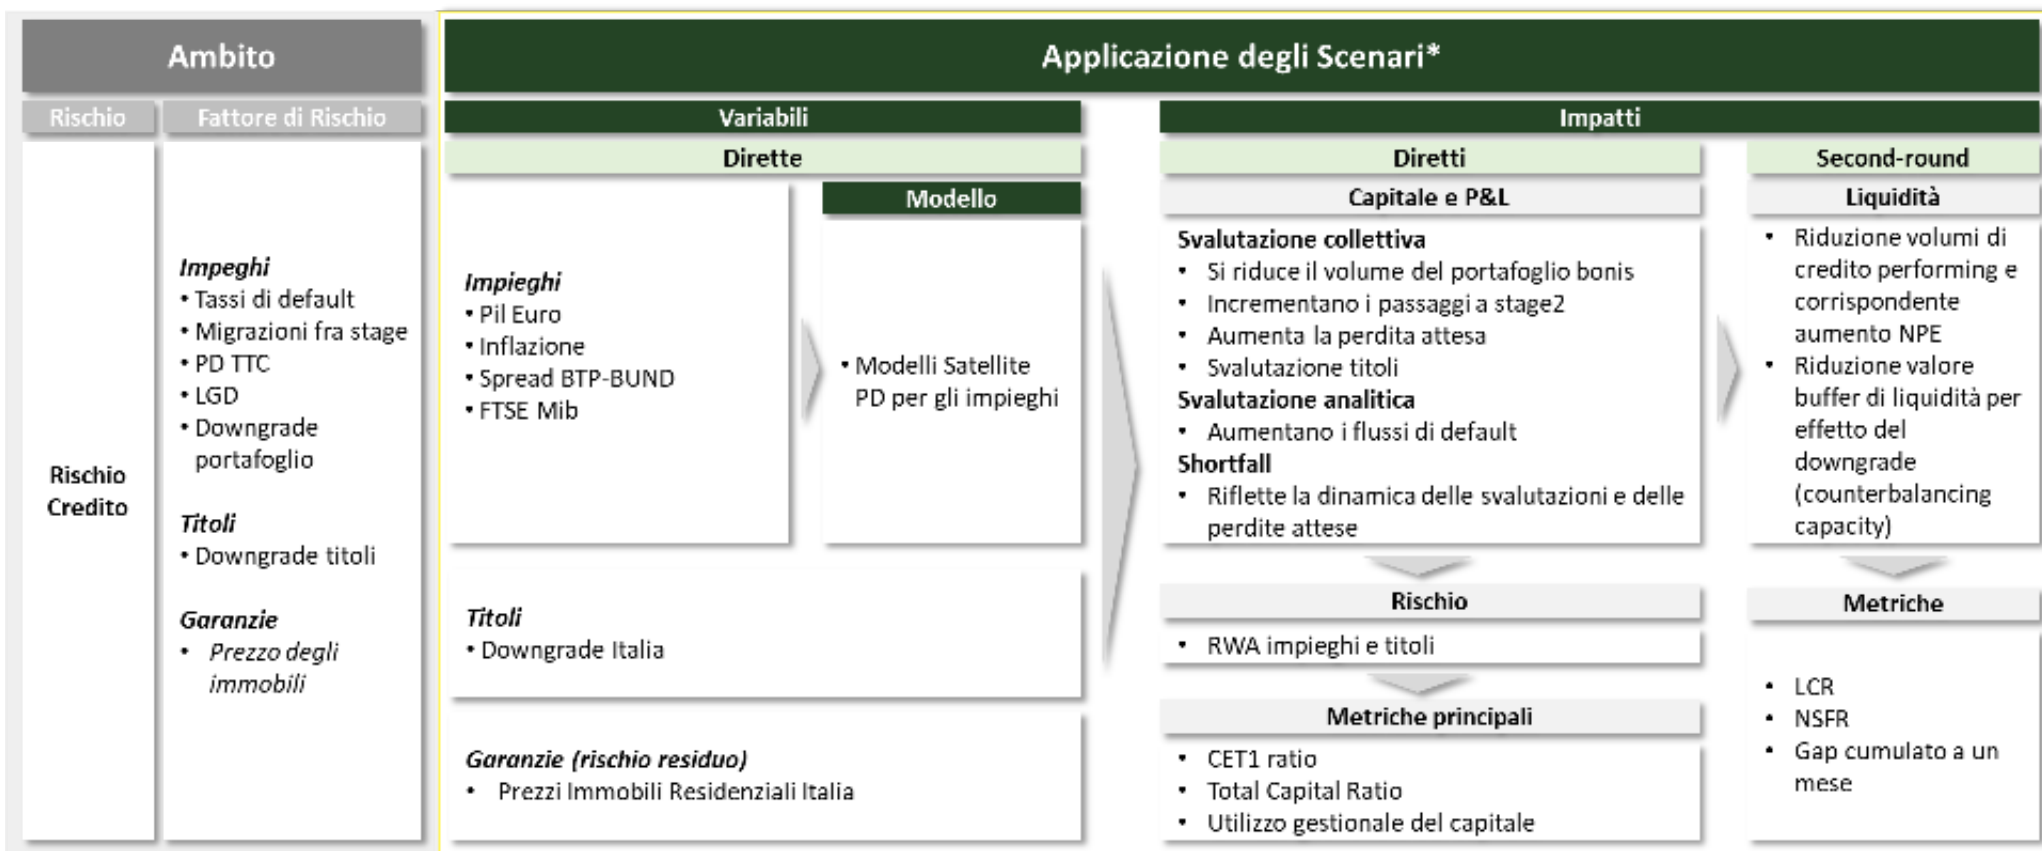 Ambito
Applicazione degli Scenari*
Rischio
Fattore di Rischio
Variabili
Impatti
Dirette
Diretti
Second-round
Modello
Capitale e P&L
Liquidità
Rischio
Credito
Impeghi
• Tassi di default
• Migrazioni fra stage
• PD TTC
• LGD
• Downgrade
portafoglio
Titoli
• Downgrade titoli
Garanzie
• Prezzo degli
immobili
Impieghi
• Pil Euro
• Inflazione
• Spread BTP-BUND
• FTSE Mib
• Modelli Satellite
PD per gli impieghi
Titoli
• Downgrade Italia
Garanzie (rischio residuo)
• Prezzi Immobili Residenziali Italia
Svalutazione collettiva
• Si riduce il volume del portafoglio bonis
• Incrementano i passaggi a stage2
• Aumenta la perdita attesa
• Svalutazione titoli
Svalutazione analitica
• Aumentano i flussi di default
Shortfall
• Riflette la dinamica delle svalutazioni e delle
perdite attese
Rischio
• RWA impieghi e titoli
Metriche principali
• CET1 ratio
• Total Capital Ratio
• Utilizzo gestionale del capitale
• Riduzione volumi di
credito performing e
corrispondente
aumento NPE
• Riduzione valore
buffer di liquidità per
effetto del
downgrade
(counterbalancing
capacity)
Metriche
• LCR
• NSFR
• Gap cumulato a un
mese